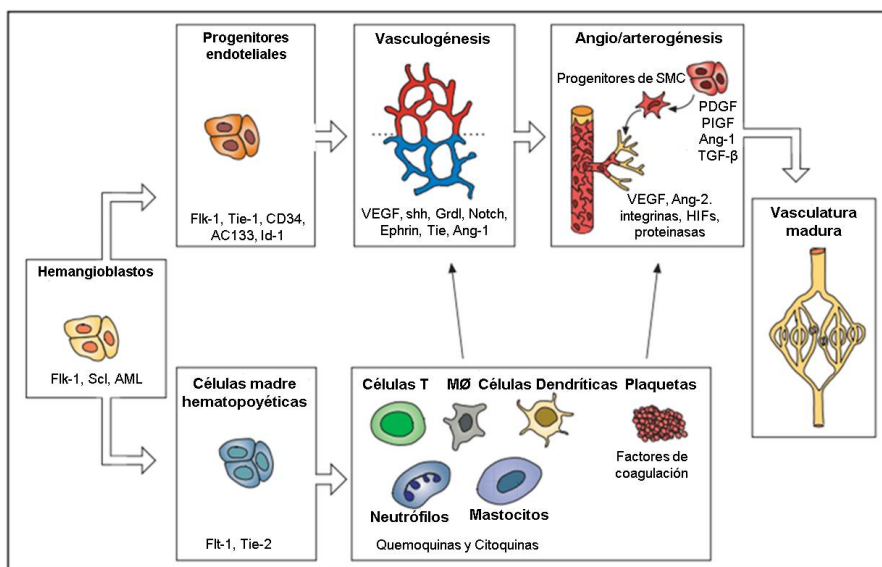 Progenitores
endoteliales
Flk-1, Tie-1, CD34,
AC133, Id-1
Vasculogénesis
VEGF, shh, Grdl, Notch,
Ephrin, Tie, Ang-1
Angio/arterogénesis
Progenitores de SMC
PDGF
PlGF
Ang-1
TGF-β
VEGF, Ang-2.
integrinas, HIFs,
proteinasas
Vasculatura
madura
Hemangioblastos
Flk-1, Scl, AML
Células madre
hematopoyéticas
Flt-1, Tie-2
Células T MØ Células Dendríticas Plaquetas
Factores de
coagulación
Neutrófilos Mastocitos
Quemoquinas y Citoquinas